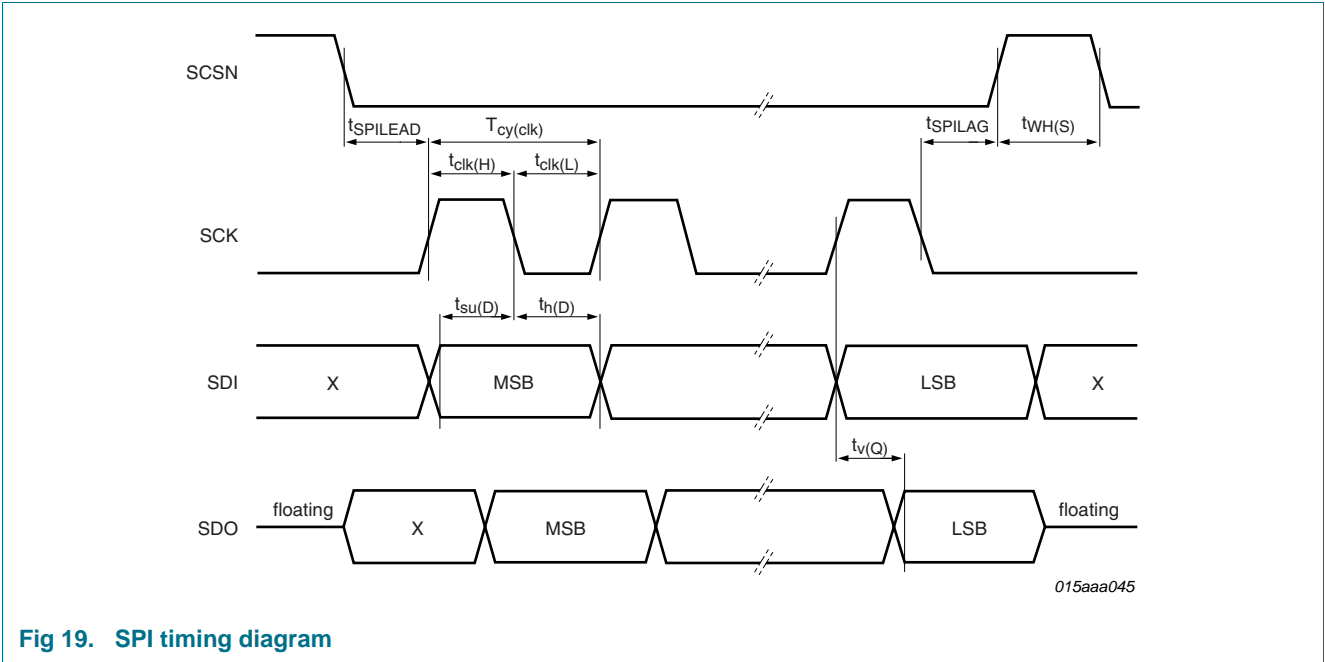 SCSN
tSPILEAD
Tcy(clk)
tSPILAG
tWH(S)
tclk(H)
tclk(L)
SCK
tsu(D)
th(D)
SDI
X
MSB
LSB
X
tv(Q)
SDO
floating
X
MSB
LSB
floating
015aaa045
Fig 19. SPI timing diagram